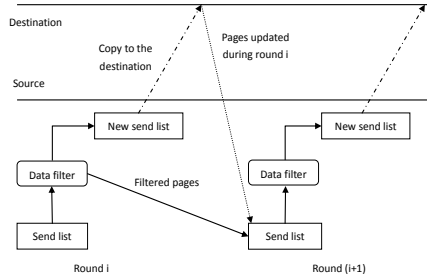 Destination
Copy to the
destination
Pages updated
during round i
Source
New send list
New send list
Data filter
Data filter
Filtered pages
Send list
Send list
Round i
Round (i+1)